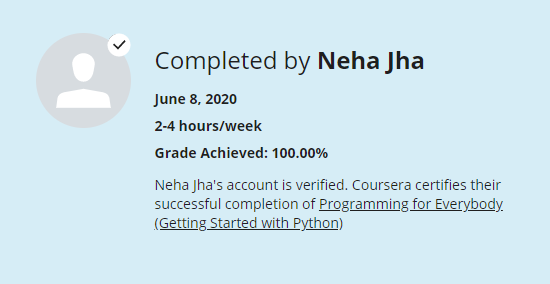 Completed by Neha Jha
June 8, 2020
2-4 hours/week
Grade Achieved: 100.00%
Neha Jha's account is verified. Coursera certifies their
successful completion of Programming for Everybody
(Getting Started with Python)